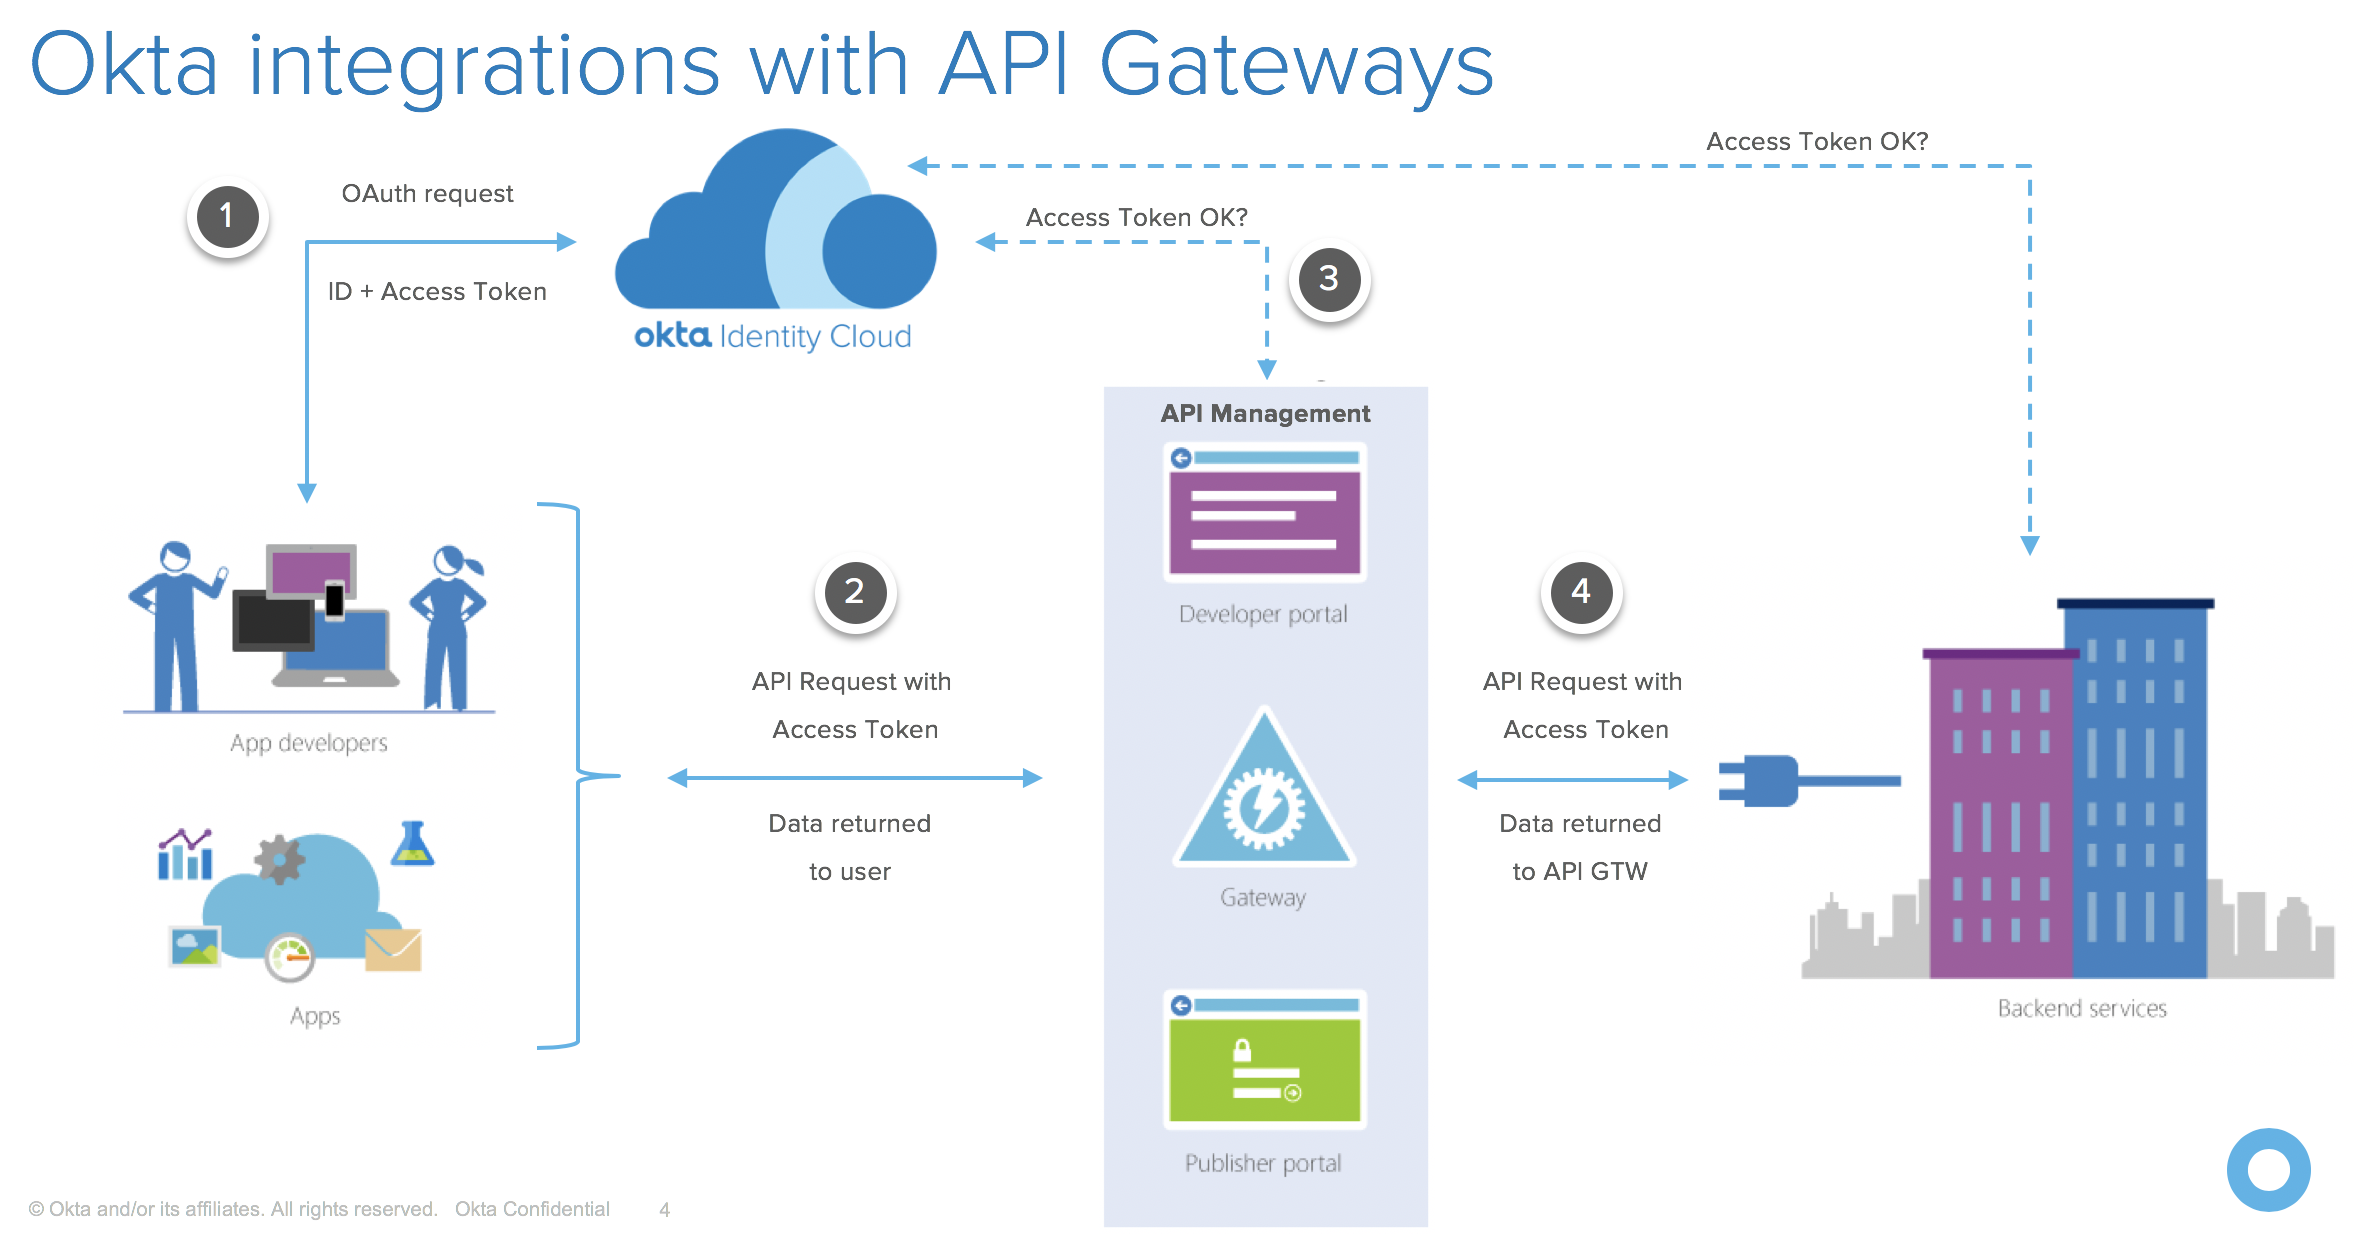 Okta integrations with API Gateways
Access Token OK?
1
OAuth request
ID + Access Token
okta Identity Cloud
Access Token OK?
3
API Management
Developer portal
Gateway
Publisher portal
App developers
Apps
2
API Request with
Access Token
Data returned
to user
4
API Request with
Access Token
Data returned
to API GTW
Backend services
© Okta and/or its affiliates. All rights reserved. Okta Confidential 4